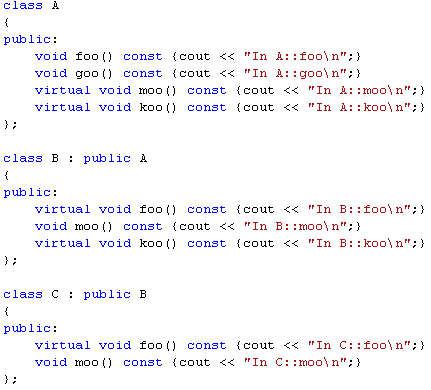 class A
{
public:
    void foo() const {cout << "In A::foo\n";}
    void goo() const {cout << "In A::goo\n";}
    virtual void moo() const {cout << "In A::moo\n";}
    virtual void koo() const {cout << "In A::koo\n";}
};

class B : public A
{
public:
    virtual void foo() const {cout << "In B::foo\n";}
    void moo() const {cout << "In B::moo\n";}
    virtual void koo() const {cout << "In B::koo\n";}
};

class C : public B
{
public:
    virtual void foo() const {cout << "In C::foo\n";}
    void moo() const {cout << "In C::moo\n";}
};